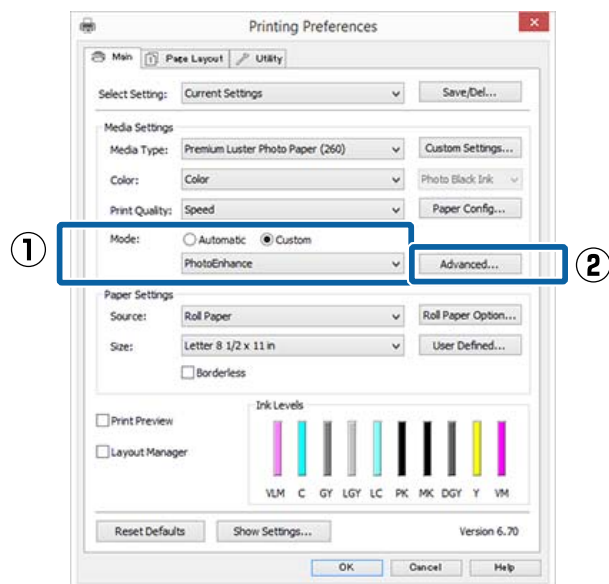 Printing Preferences
Main Page Layout Utility
Select Setting: Current Settings Save/Del...
Media Settings
Media Type: Premium Luster Photo Paper (260) Custom Settings...
Color: Color Photo Black Ink
Print Quality: Speed Paper Config...
① Mode: Automatic Custom
PhotoEnhance Advanced... ②
Paper Settings
Source: Roll Paper Roll Paper Option...
Size: Letter 8 1/2 x 11 in User Defined...
Borderless
Ink Levels
Print Preview
Layout Manager
VLM C GY LGY LC PK MK DGY Y VM
Reset Defaults Show Settings... Version 6.70
OK Cancel Help